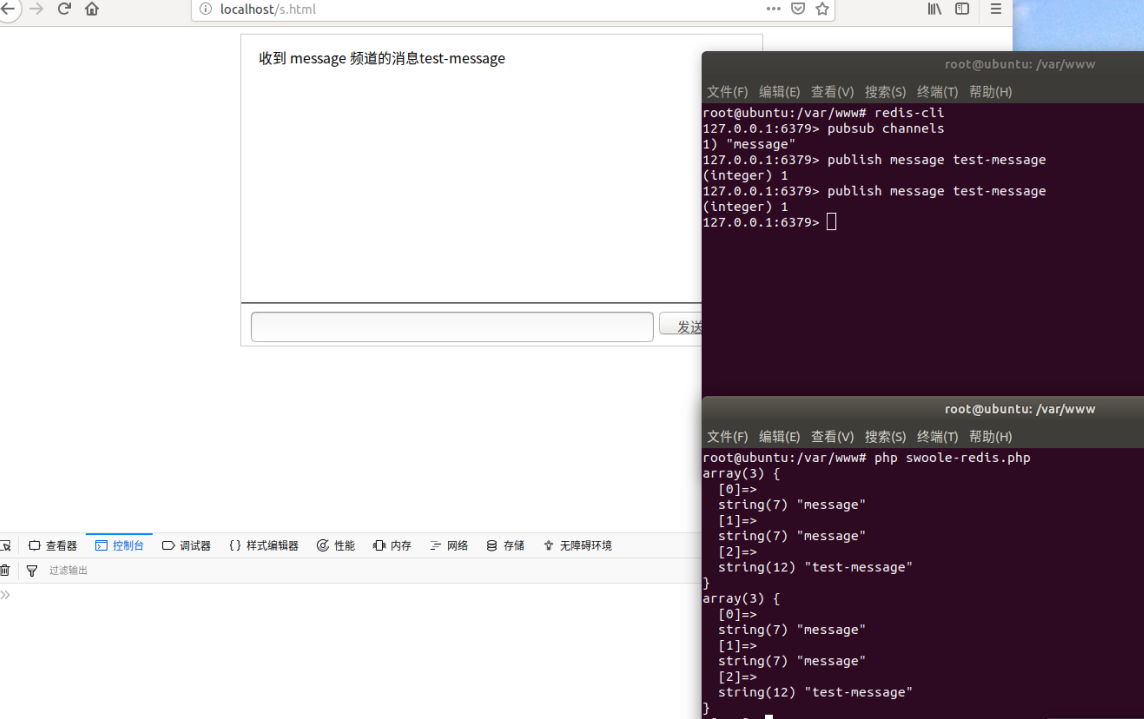 localhost/s.html
收到 message 频道的消息test-message
发送
查看器 控制台 调试器 样式编辑器 性能 内存 网络 存储 无障碍环境
过滤输出
root@ubuntu: /var/www
文件(F) 编辑(E) 查看(V) 搜索(S) 终端(T) 帮助(H)
root@ubuntu:/var/www# redis-cli
127.0.0.1:6379> pubsub channels
1) "message"
127.0.0.1:6379> publish message test-message
(integer) 1
127.0.0.1:6379> publish message test-message
(integer) 1
127.0.0.1:6379>
root@ubuntu: /var/www
文件(F) 编辑(E) 查看(V) 搜索(S) 终端(T) 帮助(H)
root@ubuntu:/var/www# php swoole-redis.php
array(3) {
[0]=>
string(7) "message"
[1]=>
string(7) "message"
[2]=>
string(12) "test-message"
}
array(3) {
[0]=>
string(7) "message"
[1]=>
string(7) "message"
[2]=>
string(12) "test-message"
}